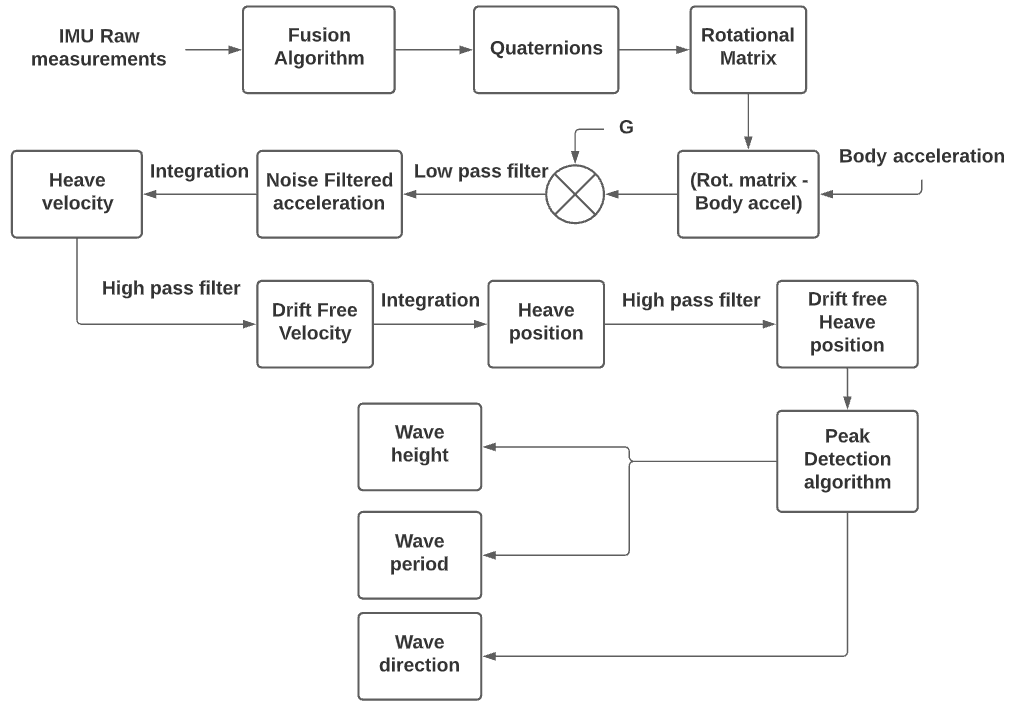 IMU Raw
measurements
Fusion
Algorithm
Quaternions
Rotational
Matrix
G
Body acceleration
(Rot. matrix -
Body accel)
Low pass filter
Noise Filtered
acceleration
Integration
Heave
velocity
High pass filter
Drift Free
Velocity
Integration
Heave
position
High pass filter
Drift free
Heave
position
Peak
Detection
algorithm
Wave
height
Wave
period
Wave
direction